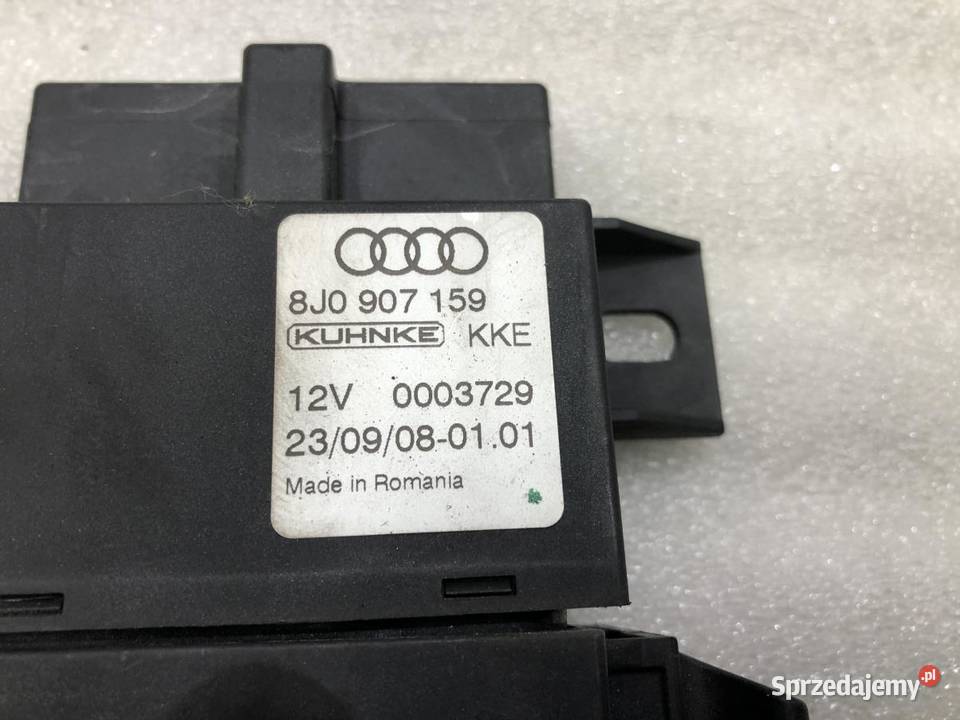 8J0 907 159
KUHNKE KKE
12V 0003729
23/09/08-01.01
Made in Romania
Sprzedajemy.pl